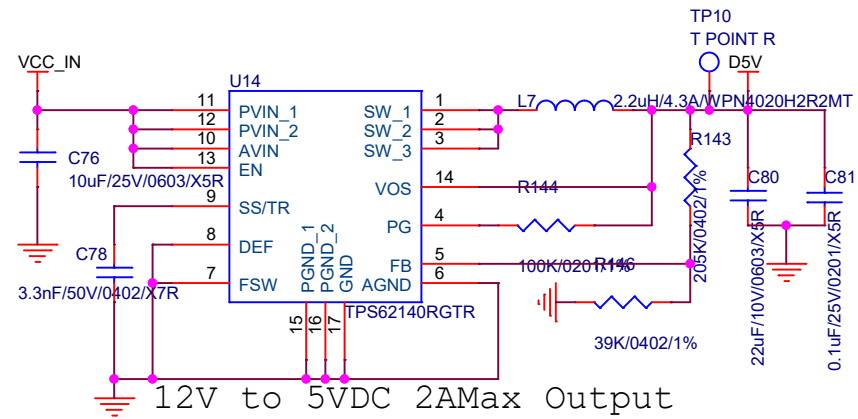 TP10
T POINT R
VCC_IN
D5V
U14
L7
2.2uH/4.3A/WPN4020H2R2MT
11
PVIN_1
SW_1
1
12
PVIN_2
SW_2
2
10
AVIN
SW_3
3
13
EN
C76
10uF/25V/0603/X5R
R143
205K/0402/1%
VOS
14
R144
100K/0201/1%
C80
22uF/10V/0603/X5R
C81
0.1uF/25V/0201/X5R
9
SS/TR
PG
4
8
DEF
FB
5
R146
39K/0402/1%
7
FSW
AGND
6
C78
3.3nF/50V/0402/X7R
PGND_1
PGND_2
GND
15
16
17
TPS62140RGTR
12V to 5VDC 2AMax Output